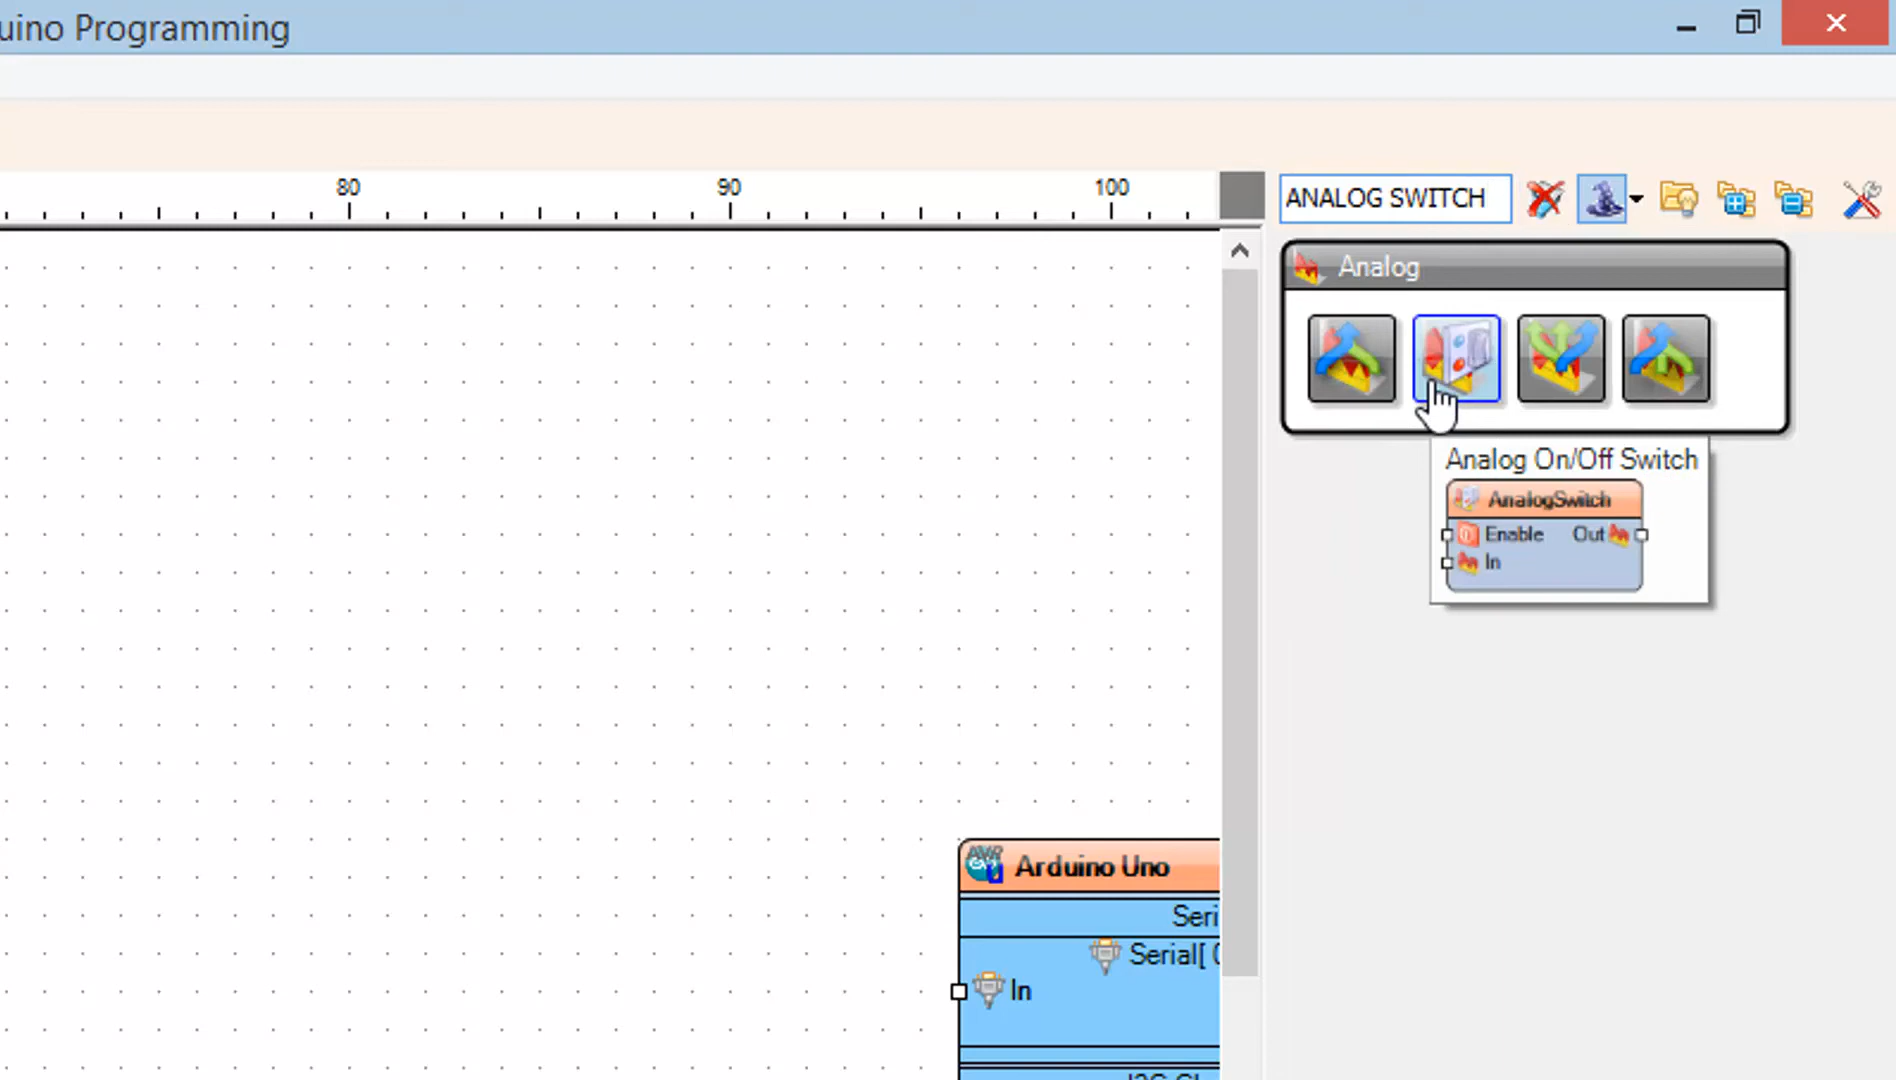 uino Programming
80 90 100
ANALOG SWITCH
Analog
Analog On/Off Switch
AnalogSwitch
Enable Out
In
Arduino Uno
Seri
Serial[
In